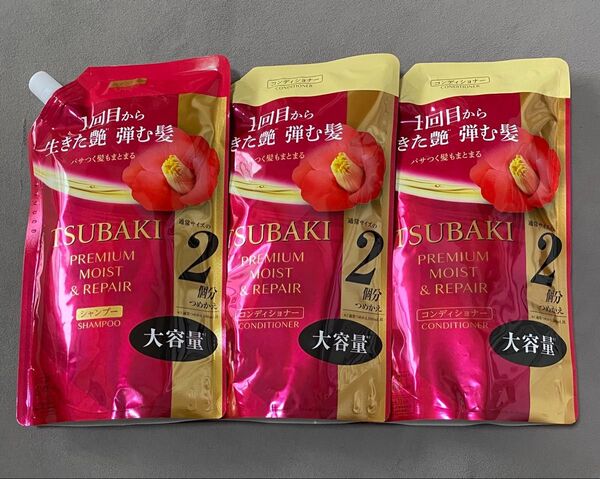 1回目から
生きた艶 弾む髪
パサつく髪もまとまる
TSUBAKI
PREMIUM
MOIST
& REPAIR
シャンプー
SHAMPOO
通常サイズの
2
個分
つめかえ
大容量
コンディショナー
CONDITIONER
1回目から
生きた艶 弾む髪
パサつく髪もまとまる
TSUBAKI
PREMIUM
MOIST
& REPAIR
コンディショナー
CONDITIONER
通常サイズの
2
個分
つめかえ
大容量
コンディショナー
CONDITIONER
1回目から
きた艶 弾む髪
パサつく髪もまとまる
TSUBAKI
PREMIUM
MOIST
& REPAIR
コンディショナー
CONDITIONER
通常サイズの
2
個分
つめかえ
大容量